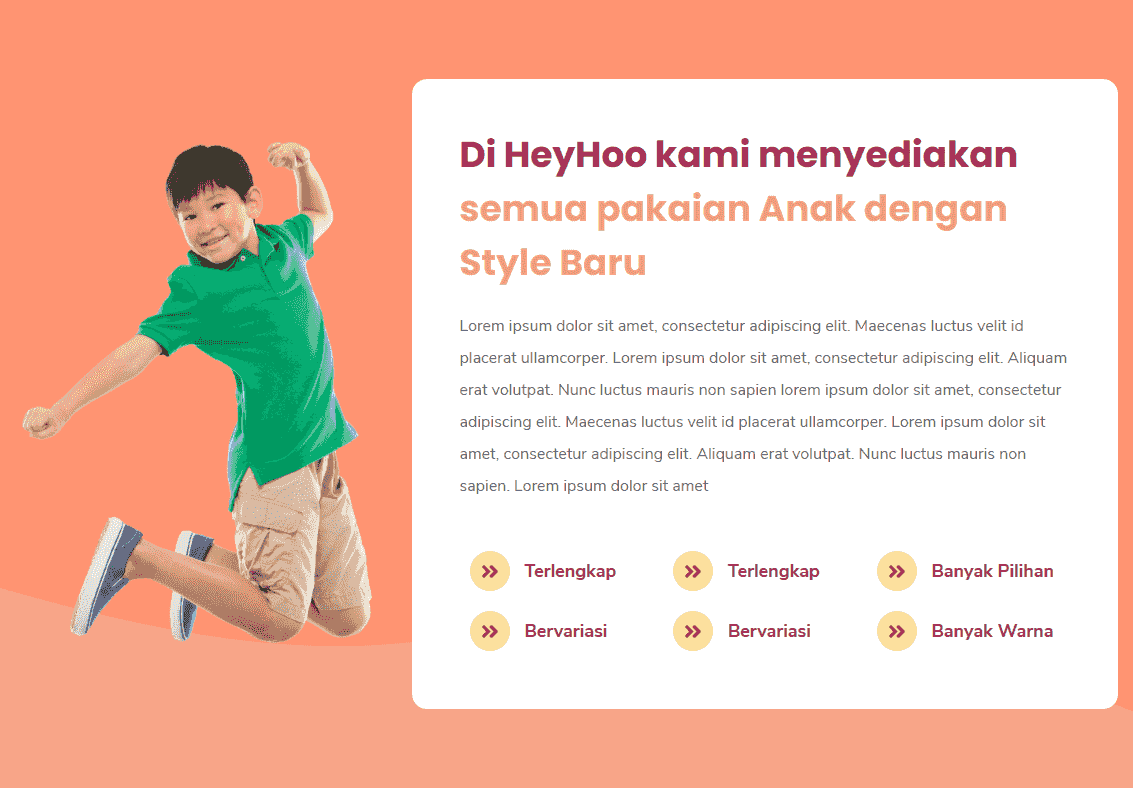 Di HeyHoo kami menyediakan
semua pakaian Anak dengan
Style Baru
Lorem ipsum dolor sit amet, consectetur adipiscing elit. Maecenas luctus velit id
placerat ullamcorper. Lorem ipsum dolor sit amet, consectetur adipiscing elit. Aliquam
erat volutpat. Nunc luctus mauris non sapien lorem ipsum dolor sit amet, consectetur
adipiscing elit. Maecenas luctus velit id placerat ullamcorper. Lorem ipsum dolor sit
amet, consectetur adipiscing elit. Aliquam erat volutpat. Nunc luctus mauris non
sapien. Lorem ipsum dolor sit amet
Terlengkap
Terlengkap
Banyak Pilihan
Bervariasi
Bervariasi
Banyak Warna